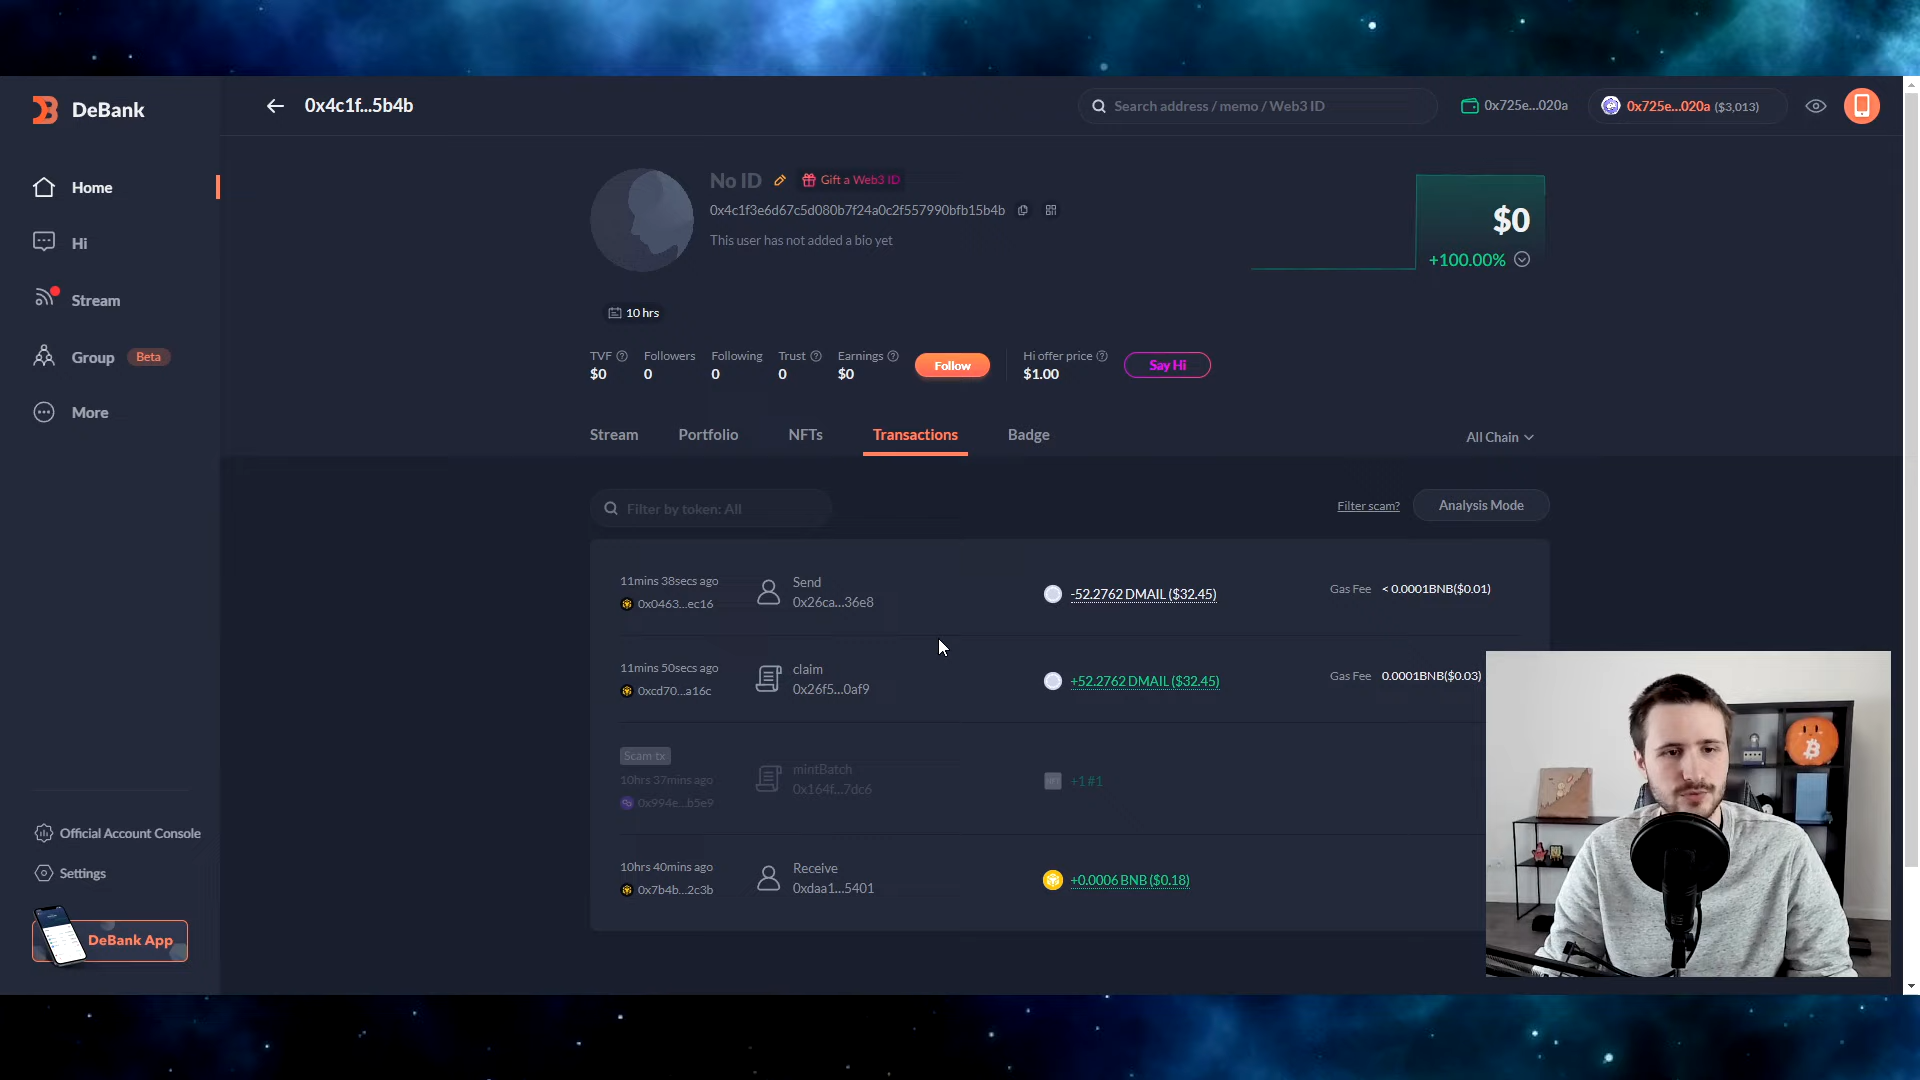 DeBank
0x4c1f...5b4b
Search address / memo / Web3 ID
0x725e...020a
0x725e...020a ($3,013)
Home
Hi
Stream
Group Beta
More
Official Account Console
Settings
DeBank App
No ID
Gift a Web3 ID
0x4c1f3e6d67c5d080b7f24a0c2f557990bfb15b4b
This user has not added a bio yet
$0
+100.00%
10 hrs
TVF Followers Following Trust Earnings
$0 0 0 0 $0
Follow
Hi offer price
$1.00
Say Hi
Stream Portfolio NFTs Transactions Badge
All Chain
Filter by token: All
Filter scam?
Analysis Mode
11mins 38secs ago
0x0463...ec16
Send
0x26ca...36e8
-52.2762 DMAIL ($32.45)
Gas Fee < 0.0001BNB($0.01)
11mins 50secs ago
0xcd70...a16c
claim
0x26f5...0af9
+52.2762 DMAIL ($32.45)
Gas Fee 0.0001BNB($0.03)
Scam tx
10hrs 37mins ago
0x994e...b5e9
mintBatch
0x164f...7dc6
+1 #1
10hrs 40mins ago
0x7b4b...2c3b
Receive
0xdaa1...5401
+0.0006 BNB ($0.18)